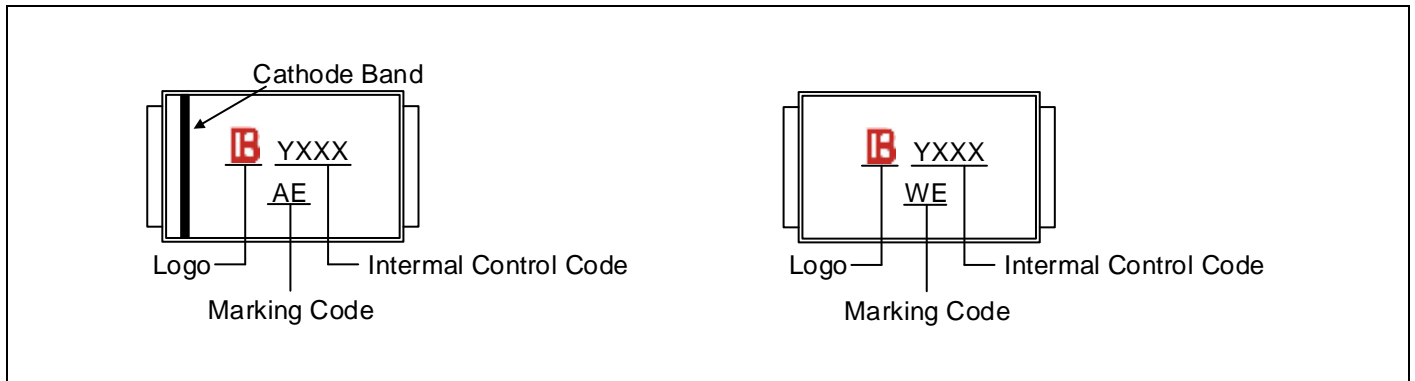 Cathode Band
B YXXX
AE
Logo
Intermal Control Code
Marking Code
B YXXX
WE
Logo
Intermal Control Code
Marking Code